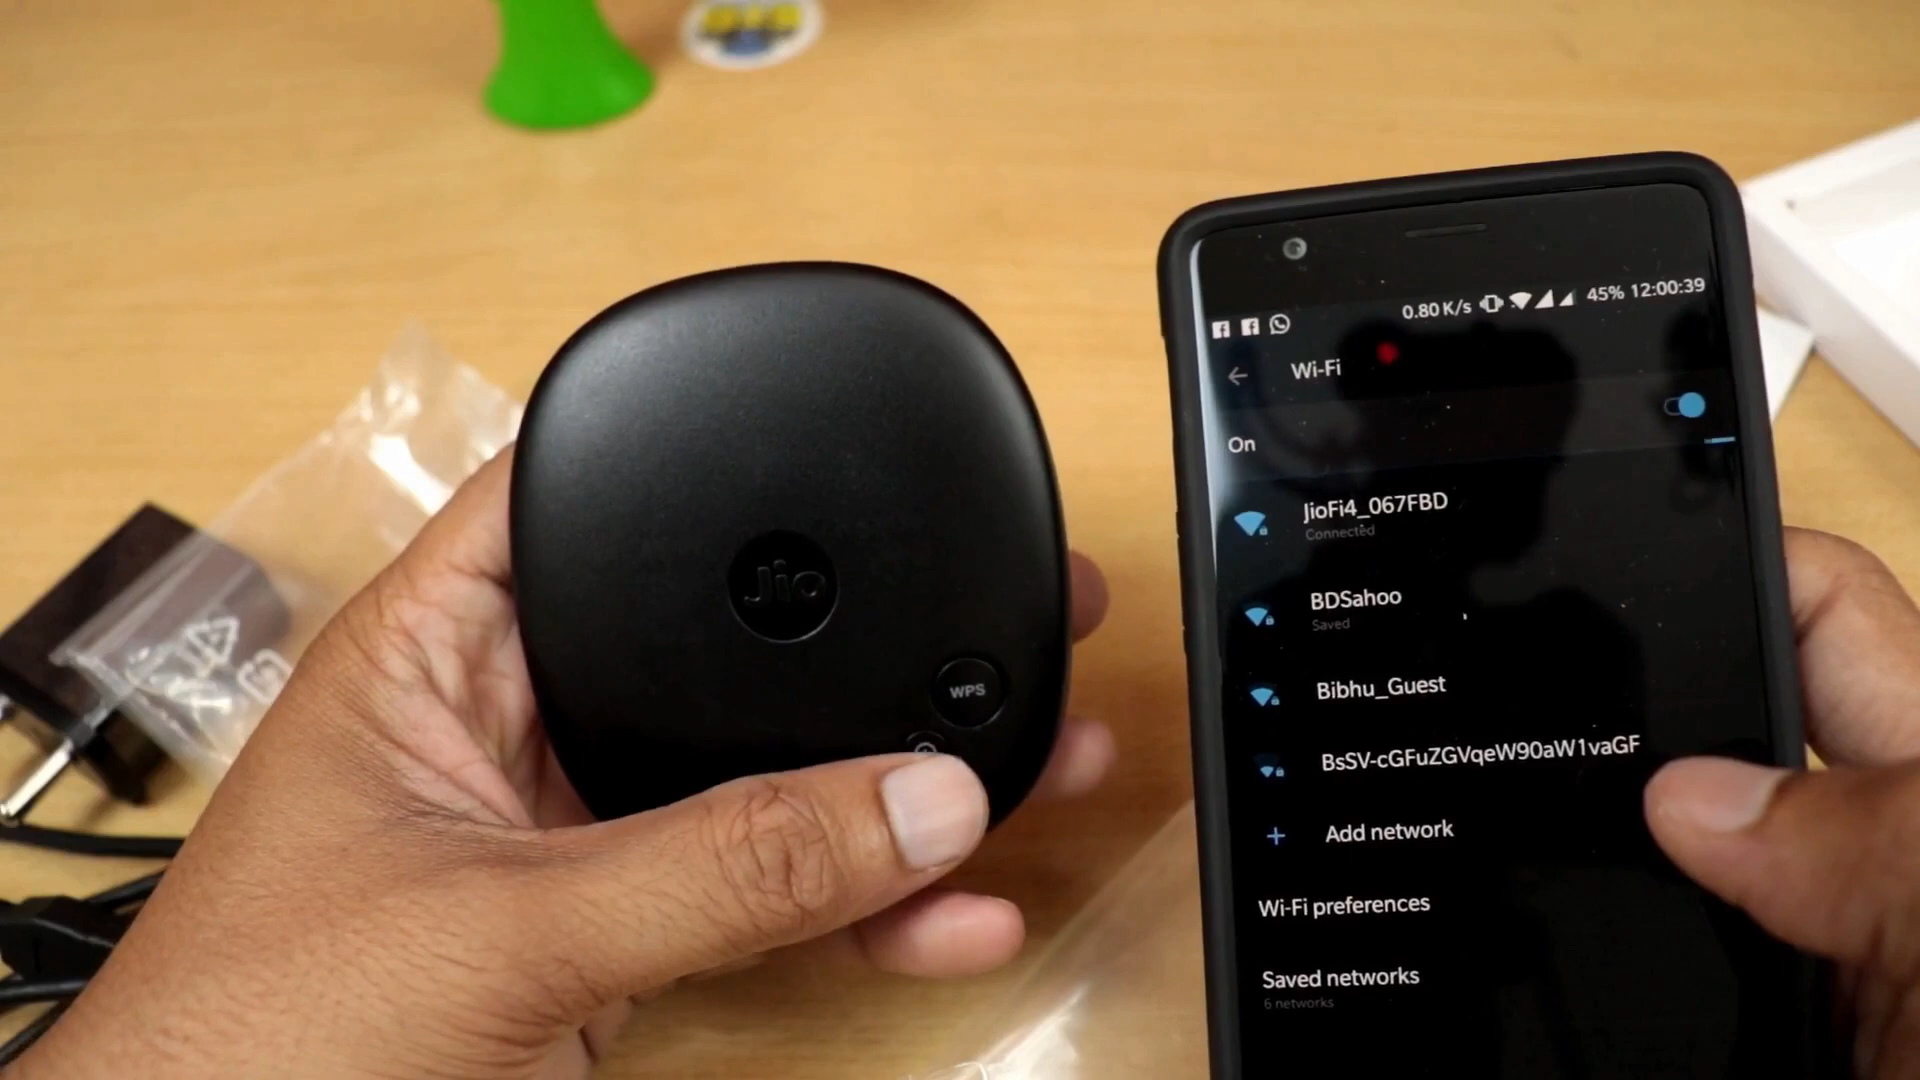 Jio
WPS
0.80 K/s 45% 12:00:39
Wi-Fi
On
JioFi4_067FBD
Connected
BDSahoo
Saved
Bibhu_Guest
BsSV-cGFuZGVqeW90aW1vaGF
Add network
Wi-Fi preferences
Saved networks
6 networks